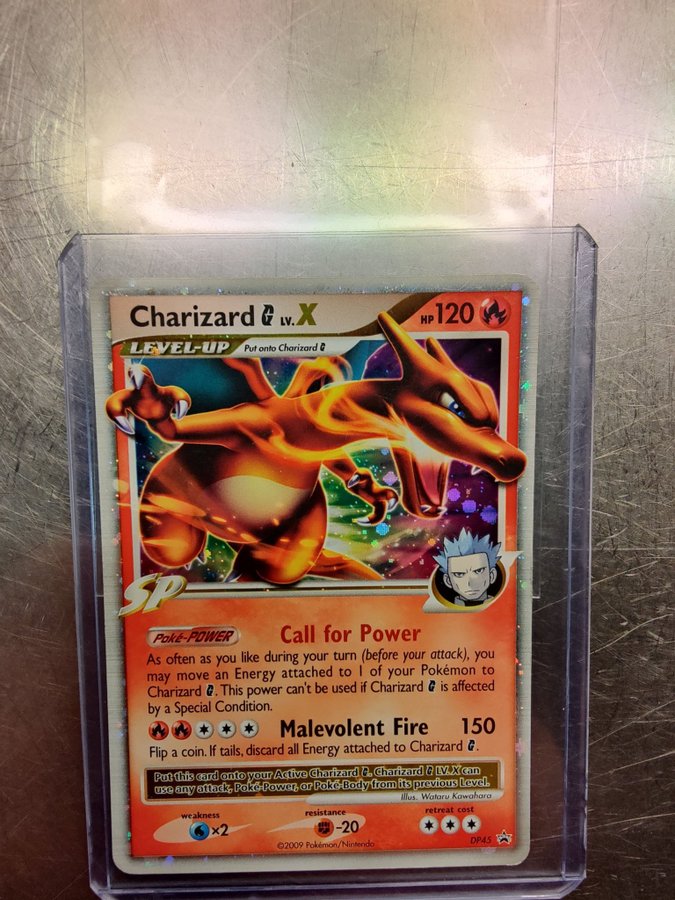 Charizard G LV.X HP 120
LEVEL-UP Put onto Charizard G
SP
Poké-POWER Call for Power
As often as you like during your turn (before your attack), you
may move an Energy attached to 1 of your Pokémon to
Charizard G. This power can't be used if Charizard G is affected
by a Special Condition.
Malevolent Fire 150
Flip a coin. If tails, discard all Energy attached to Charizard G.
Put this card onto your Active Charizard G. Charizard G LV.X can
use any attack, Poké-Power, or Poké-Body from its previous Level.
Illus. Wataru Kawahara
weakness resistance retreat cost
×2 -20
©2009 Pokémon/Nintendo DP45